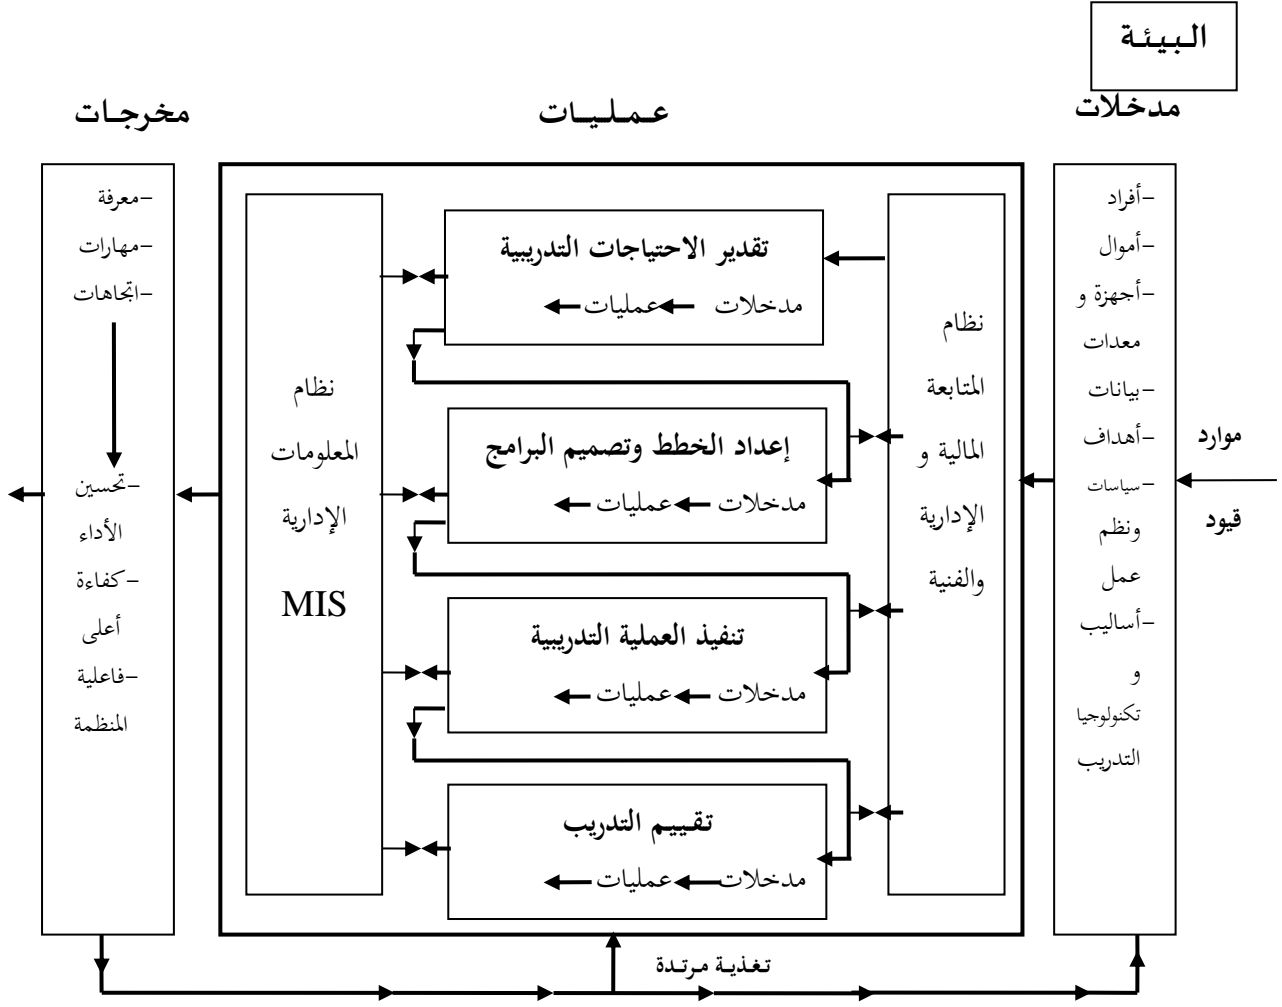 البيئة
مدخلات
عمليات
مخرجات
موارد
قيود
-أفراد
-أموال
-أجهزة و
معدات
-بيانات
-أهداف
-سياسات
ونظم
عمل
-أساليب
و
تكنولوجيا
التدريب
نظام
المتابعة
المالية و
الإدارية
والفنية
تقدير الاحتياجات التدريبية
مدخلات عمليات
إعداد الخطط وتصميم البرامج
مدخلات عمليات
تنفيذ العملية التدريبية
مدخلات عمليات
تقييم التدريب
مدخلات عمليات
نظام
المعلومات
الإدارية
MIS
-معرفة
-مهارات
-اتجاهات
-تحسين
الأداء
-كفاءة
أعلى
-فاعلية
المنظمة
تغذية مرتدة